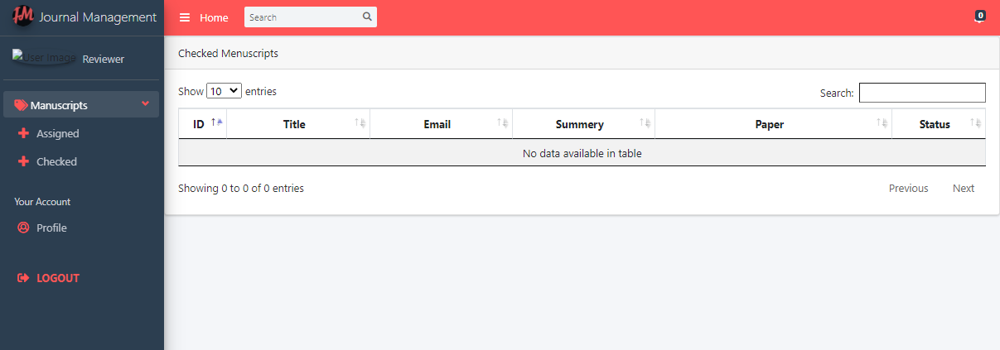 JM Journal Management
Home
Search
0
User Image
Reviewer
Manuscripts
Assigned
Checked
Your Account
Profile
LOGOUT
Checked Menuscripts
Show 10 entries
Search:
ID Title Email Summery Paper Status
No data available in table
Showing 0 to 0 of 0 entries
Previous Next